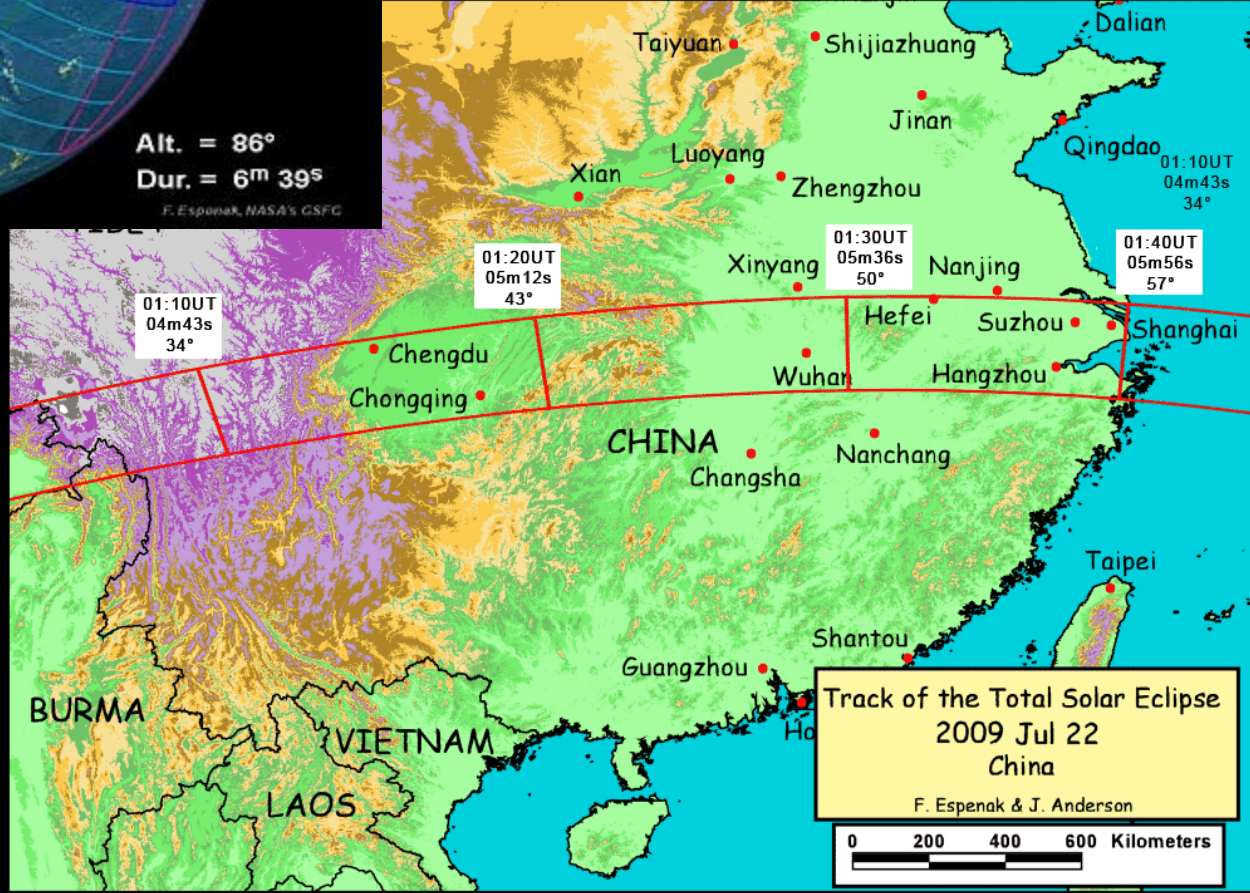 Alt. = 86°
Dur. = 6m 39s
F. Espenak, NASA's GSFC
Dalian
Taiyuan
Shijiazhuang
Jinan
Qingdao
01:10UT
04m43s
34°
Luoyang
Xian
Zhengzhou
01:20UT
05m12s
43°
01:30UT
05m36s
50°
01:40UT
05m56s
57°
Xinyang
Nanjing
01:10UT
04m43s
34°
Hefei
Suzhou
Shanghai
Chengdu
Wuhan
Hangzhou
Chongqing
CHINA
Nanchang
Changsha
Taipei
Shantou
Guangzhou
BURMA
VIETNAM
LAOS
Ho
Track of the Total Solar Eclipse
2009 Jul 22
China
F. Espenak & J. Anderson
0 200 400 600 Kilometers